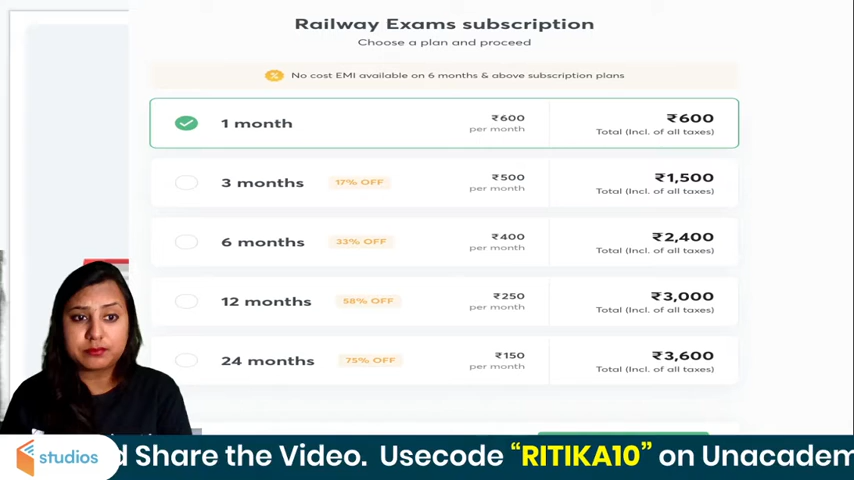 Railway Exams subscription
Choose a plan and proceed
No cost EMI available on 6 months & above subscription plans
1 month ₹600 per month ₹600 Total (Incl. of all taxes)
3 months 17% OFF ₹500 per month ₹1,500 Total (Incl. of all taxes)
6 months 33% OFF ₹400 per month ₹2,400 Total (Incl. of all taxes)
12 months 58% OFF ₹250 per month ₹3,000 Total (Incl. of all taxes)
24 months 75% OFF ₹150 per month ₹3,600 Total (Incl. of all taxes)
studios
d Share the Video. Usecode “RITIKA10” on Unacadem